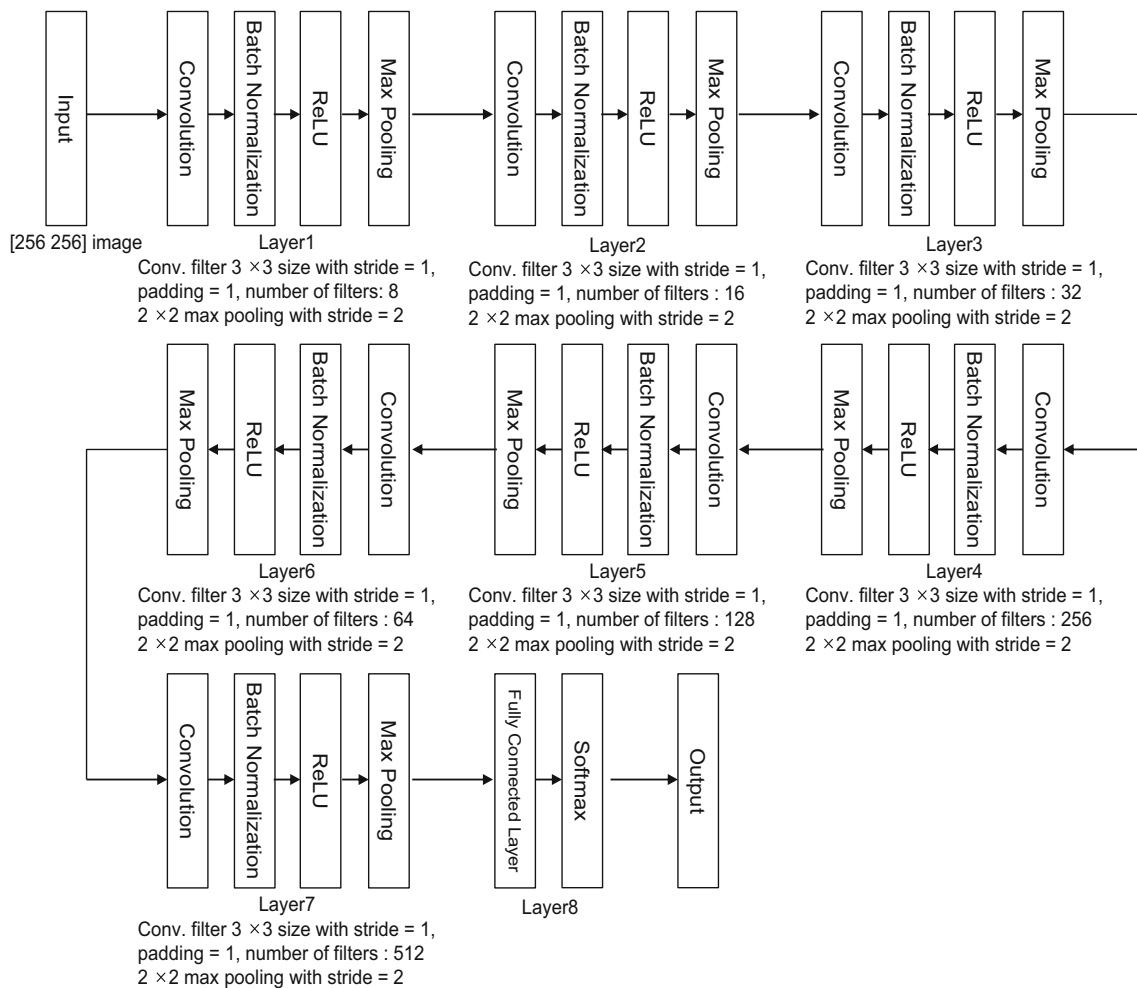 Input
Convolution
Batch Normalization
ReLU
Max Pooling
Convolution
Batch Normalization
ReLU
Max Pooling
Convolution
Batch Normalization
ReLU
Max Pooling
[256 256] image
Layer1
Conv. filter 3 ×3 size with stride = 1,
padding = 1, number of filters: 8
2 ×2 max pooling with stride = 2
Layer2
Conv. filter 3 ×3 size with stride = 1,
padding = 1, number of filters : 16
2 ×2 max pooling with stride = 2
Layer3
Conv. filter 3 ×3 size with stride = 1,
padding = 1, number of filters : 32
2 ×2 max pooling with stride = 2
Max Pooling
ReLU
Batch Normalization
Convolution
Max Pooling
ReLU
Batch Normalization
Convolution
Max Pooling
ReLU
Batch Normalization
Convolution
Layer6
Conv. filter 3 ×3 size with stride = 1,
padding = 1, number of filters : 64
2 ×2 max pooling with stride = 2
Layer5
Conv. filter 3 ×3 size with stride = 1,
padding = 1, number of filters : 128
2 ×2 max pooling with stride = 2
Layer4
Conv. filter 3 ×3 size with stride = 1,
padding = 1, number of filters : 256
2 ×2 max pooling with stride = 2
Convolution
Batch Normalization
ReLU
Max Pooling
Fully Connected Layer
Softmax
Output
Layer7
Conv. filter 3 ×3 size with stride = 1,
padding = 1, number of filters : 512
2 ×2 max pooling with stride = 2
Layer8